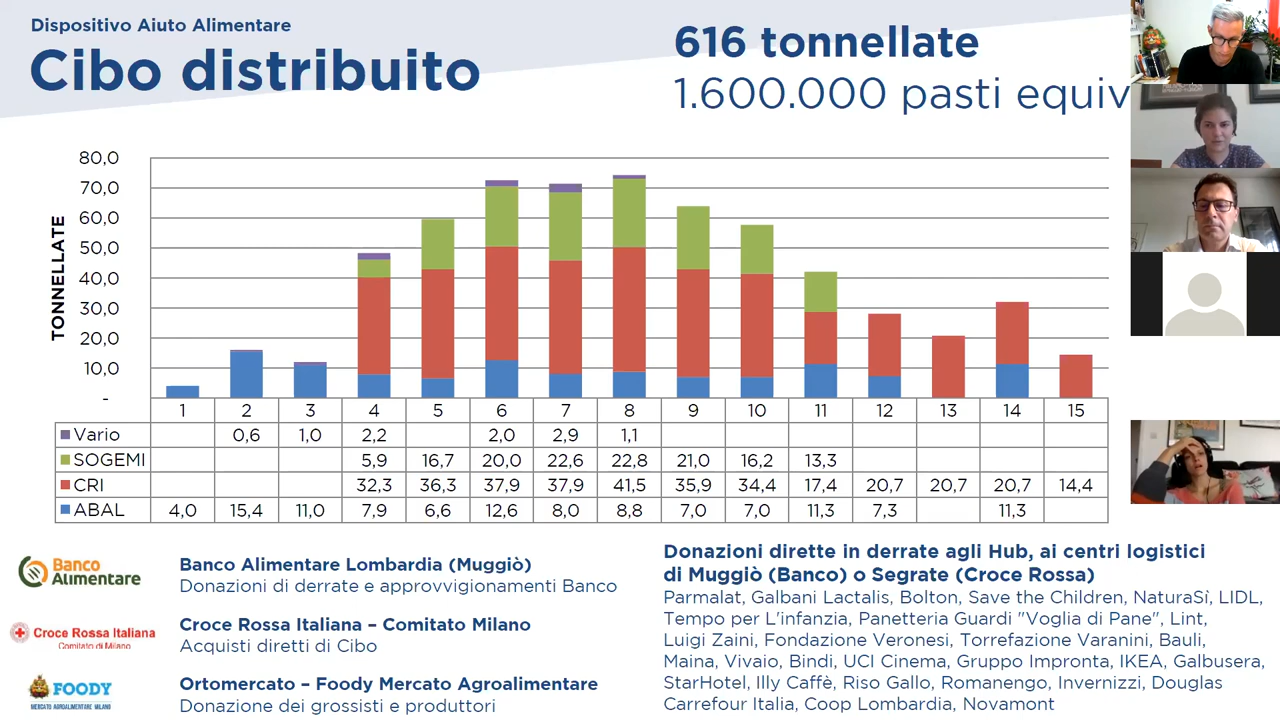 Dispositivo Aiuto Alimentare
Cibo distribuito
616 tonnellate
1.600.000 pasti equiv
TONNELLATE
80,0
70,0
60,0
50,0
40,0
30,0
20,0
10,0
-
1 2 3 4 5 6 7 8 9 10 11 12 13 14 15
Vario 0,6 1,0 2,2 2,0 2,9 1,1
SOGEMI 5,9 16,7 20,0 22,6 22,8 21,0 16,2 13,3
CRI 32,3 36,3 37,9 37,9 41,5 35,9 34,4 17,4 20,7 20,7 20,7 14,4
ABAL 4,0 15,4 11,0 7,9 6,6 12,6 8,0 8,8 7,0 7,0 11,3 7,3 11,3
Banco
Alimentare
Banco Alimentare Lombardia (Muggiò)
Donazioni di derrate e approvvigionamenti Banco
Croce Rossa Italiana
Comitato di Milano
Croce Rossa Italiana – Comitato Milano
Acquisti diretti di Cibo
FOODY
MERCATO AGROALIMENTARE MILANO
Ortomercato – Foody Mercato Agroalimentare
Donazione dei grossisti e produttori
Donazioni dirette in derrate agli Hub, ai centri logistici
di Muggiò (Banco) o Segrate (Croce Rossa)
Parmalat, Galbani Lactalis, Bolton, Save the Children, NaturaSì, LIDL,
Tempo per L'infanzia, Panetteria Guardi "Voglia di Pane", Lint,
Luigi Zaini, Fondazione Veronesi, Torrefazione Varanini, Bauli,
Maina, Vivaio, Bindi, UCI Cinema, Gruppo Impronta, IKEA, Galbusera,
StarHotel, Illy Caffè, Riso Gallo, Romanengo, Invernizzi, Douglas
Carrefour Italia, Coop Lombardia, Novamont